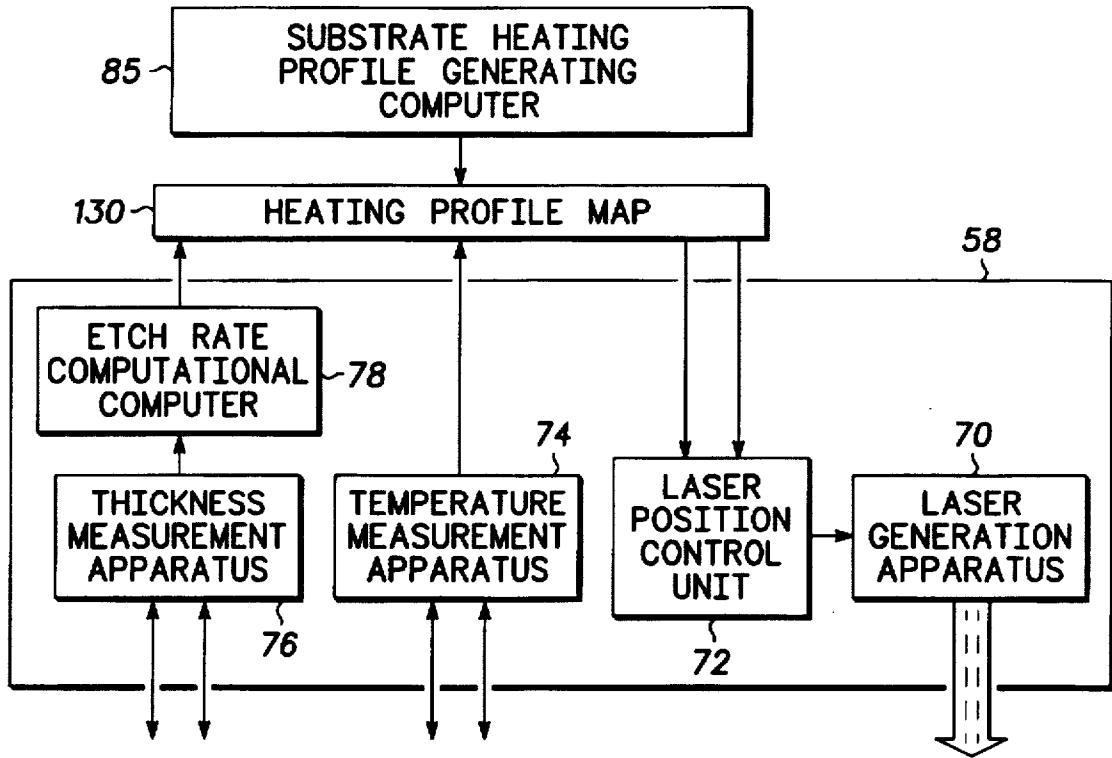 SUBSTRATE HEATING
PROFILE GENERATING
COMPUTER
85
130
HEATING PROFILE MAP
58
ETCH RATE
COMPUTATIONAL
COMPUTER
78
THICKNESS
MEASUREMENT
APPARATUS
76
74
TEMPERATURE
MEASUREMENT
APPARATUS
LASER
POSITION
CONTROL
UNIT
72
70
LASER
GENERATION
APPARATUS